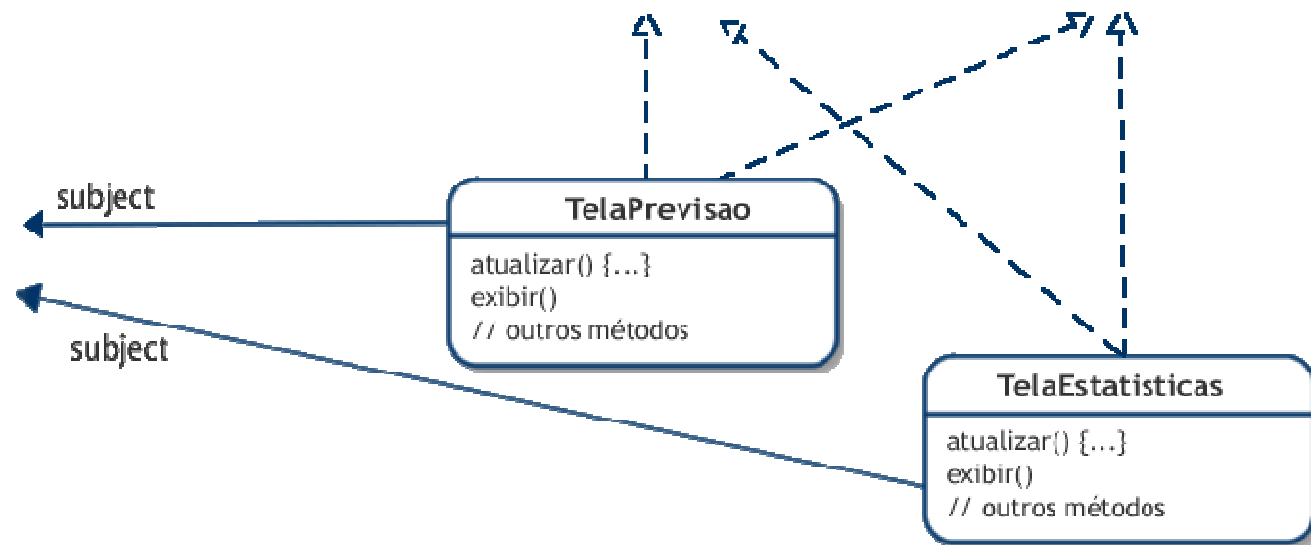 subject
TelaPrevisao
atualizar() {...}
exibir()
// outros métodos
subject
TelaEstatisticas
atualizar() {...}
exibir()
// outros métodos